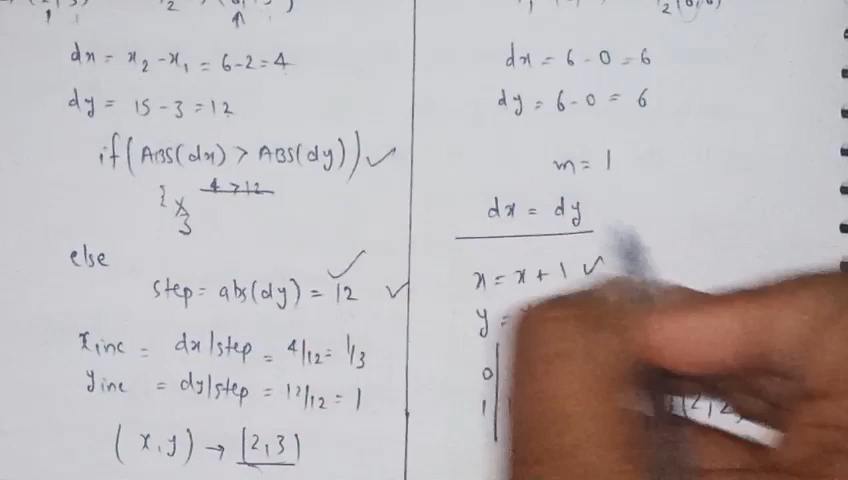 dx = x₂ - x₁ = 6 - 2 = 4
dy = 15 - 3 = 12
if (ABS(dx) > ABS(dy)) ✓
4 > 12
{ x
}
else
step = abs(dy) = 12 ✓
xinc = dx/step = 4/12 = 1/3
yinc = dy/step = 12/12 = 1
(x,y) → (2,3)
dx = 6 - 0 = 6
dy = 6 - 0 = 6
m = 1
dx = dy
x = x + 1 ✓
y =
0
1